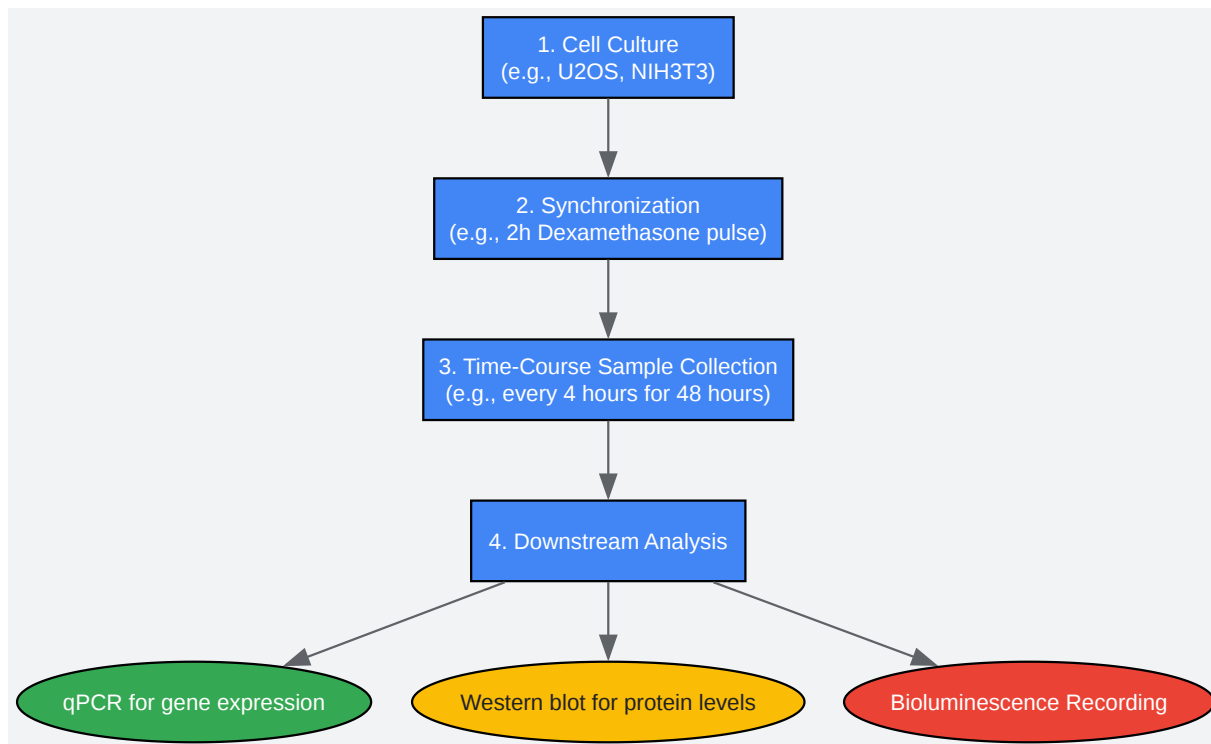 1. Cell Culture
(e.g., U2OS, NIH3T3)
2. Synchronization
(e.g., 2h Dexamethasone pulse)
3. Time-Course Sample Collection
(e.g., every 4 hours for 48 hours)
4. Downstream Analysis
qPCR for gene expression
Western blot for protein levels
Bioluminescence Recording